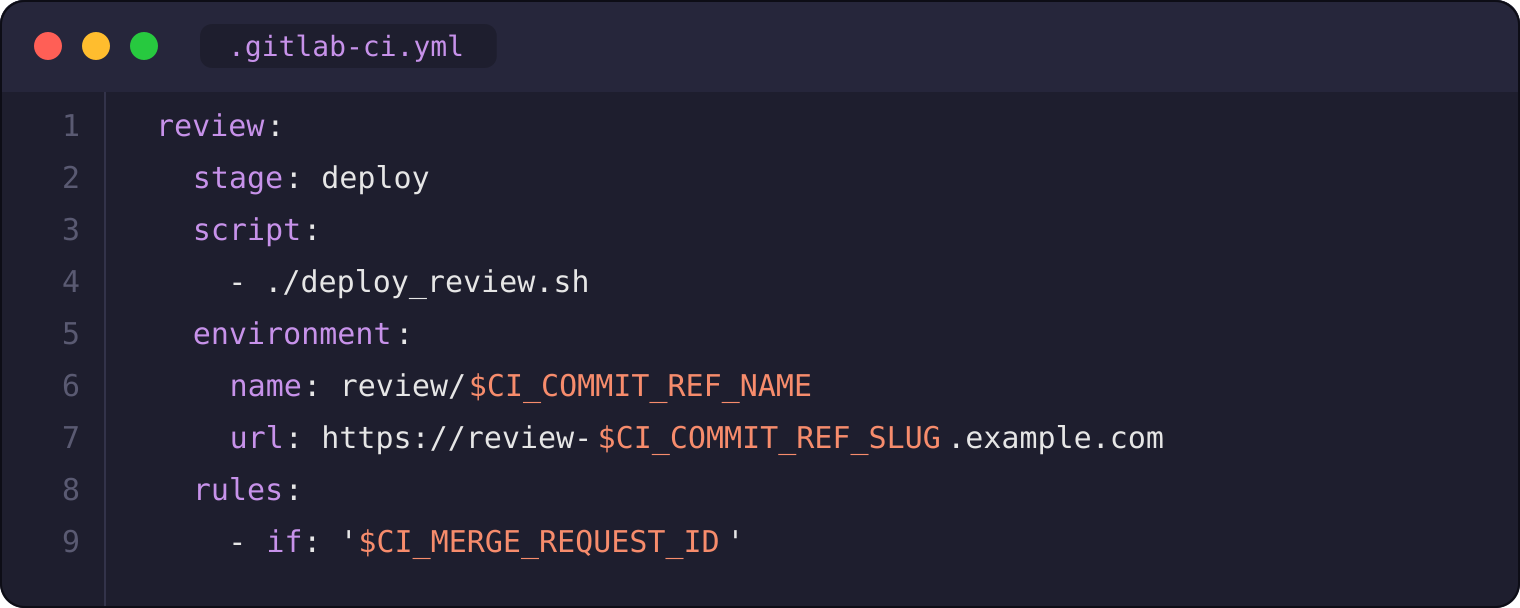 .gitlab-ci.yml
1 review:
2   stage: deploy
3   script:
4     - ./deploy_review.sh
5   environment:
6     name: review/$CI_COMMIT_REF_NAME
7     url: https://review-$CI_COMMIT_REF_SLUG.example.com
8   rules:
9     - if: '$CI_MERGE_REQUEST_ID'